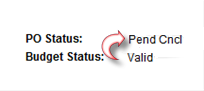 PO Status: Pend Cncl
Budget Status: Valid